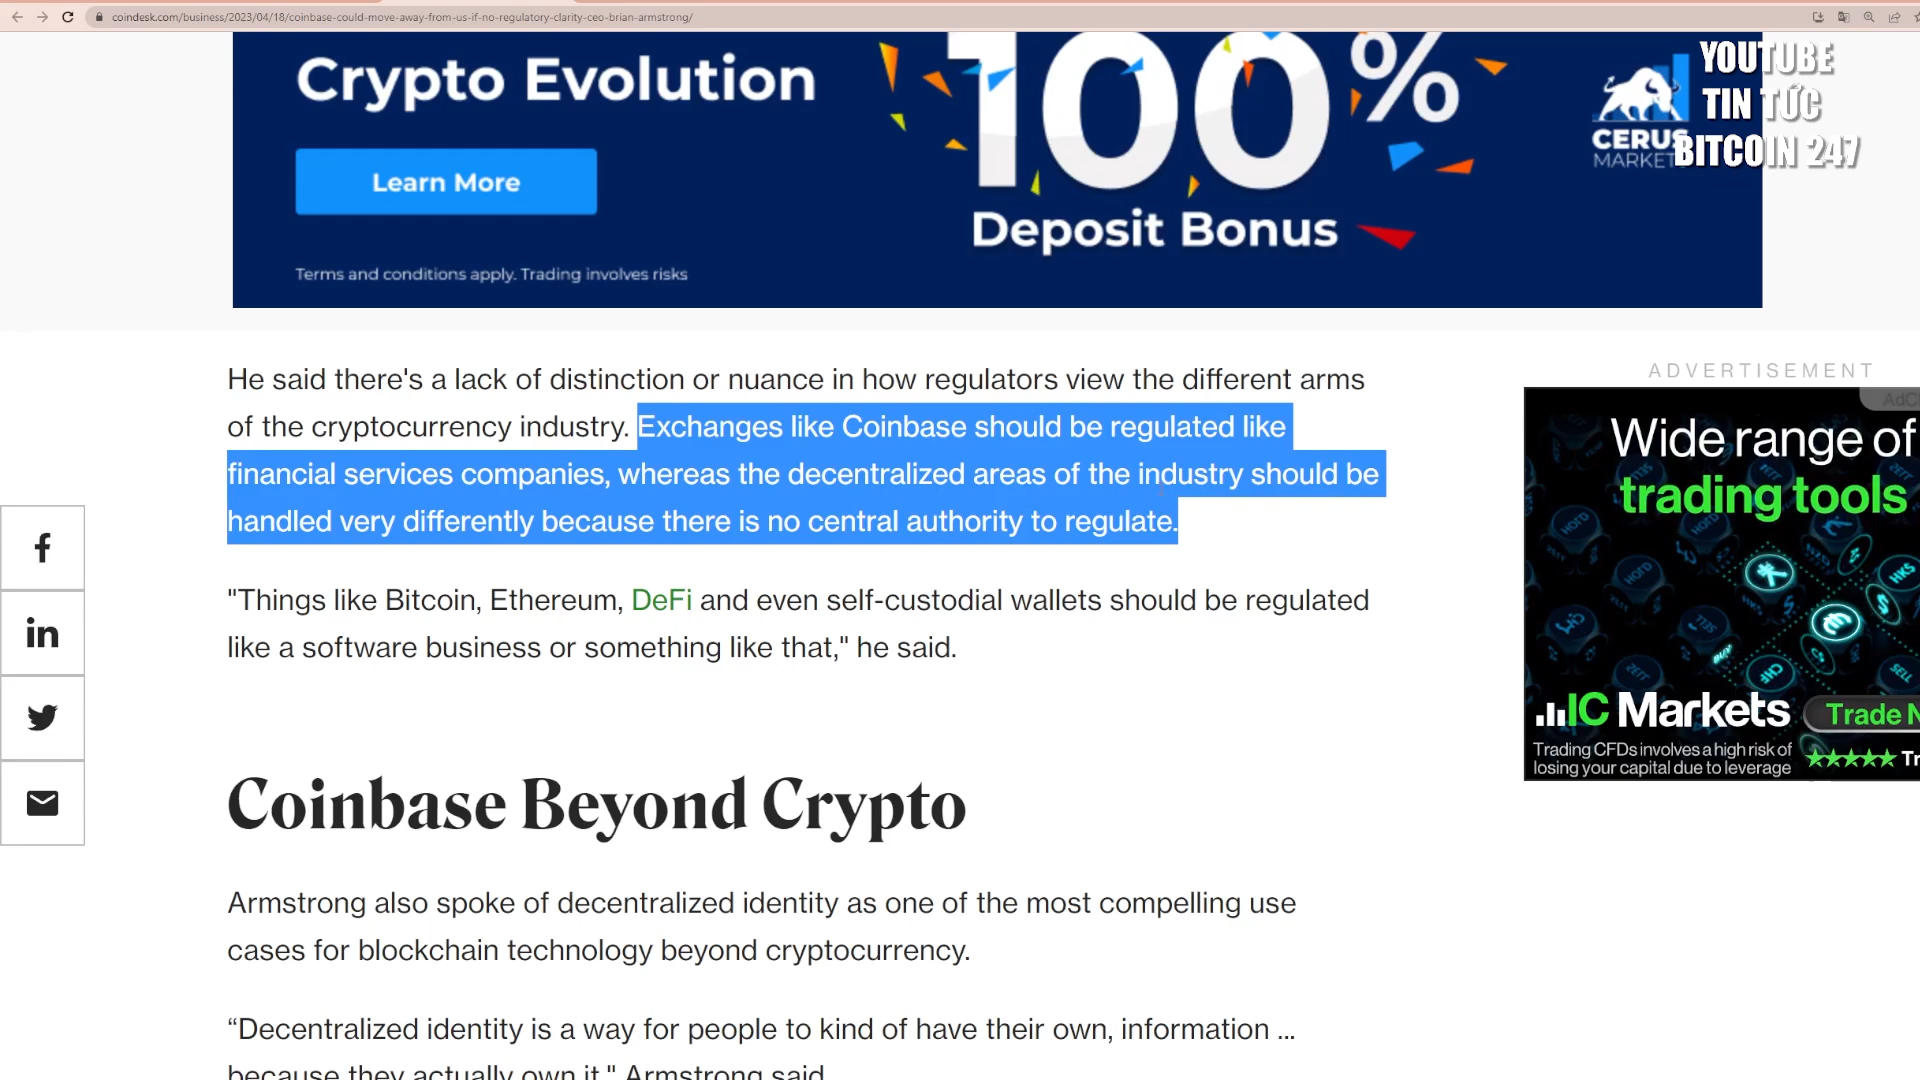 coindesk.com/business/2023/04/18/coinbase-could-move-away-from-us-if-no-regulatory-clarity-ceo-brian-armstrong/
Crypto Evolution
Learn More
Terms and conditions apply. Trading involves risks
100%
Deposit Bonus
CERUS
MARKET
YOUTUBE
TIN TỨC
BITCOIN 247
He said there's a lack of distinction or nuance in how regulators view the different arms
of the cryptocurrency industry. Exchanges like Coinbase should be regulated like
financial services companies, whereas the decentralized areas of the industry should be
handled very differently because there is no central authority to regulate.
"Things like Bitcoin, Ethereum, DeFi and even self-custodial wallets should be regulated
like a software business or something like that," he said.
Coinbase Beyond Crypto
Armstrong also spoke of decentralized identity as one of the most compelling use
cases for blockchain technology beyond cryptocurrency.
“Decentralized identity is a way for people to kind of have their own, information ...
because they actually own it," Armstrong said
ADVERTISEMENT
AdC
Wide range of
trading tools
IC Markets
Trade N
Trading CFDs involves a high risk of
losing your capital due to leverage
Tr